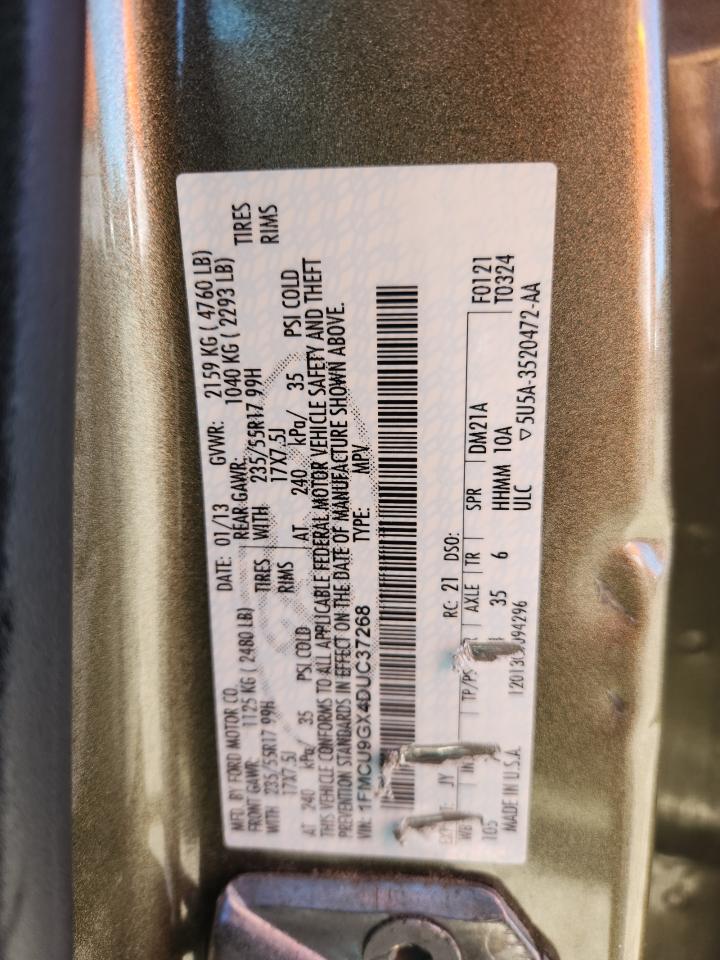 MFD. BY FORD MOTOR CO. DATE: 01/13 GVWR: 2159 KG ( 4760 LB)
FRONT GAWR: 1125 KG ( 2480 LB) REAR GAWR: 1040 KG ( 2293 LB)
WITH 235/55R17 99H TIRES WITH 235/55R17 99H TIRES
17X7.5J RIMS 17X7.5J RIMS
AT 240 kPa/ 35 PSI COLD AT 240 kPa/ 35 PSI COLD
THIS VEHICLE CONFORMS TO ALL APPLICABLE FEDERAL MOTOR VEHICLE SAFETY AND THEFT
PREVENTION STANDARDS IN EFFECT ON THE DATE OF MANUFACTURE SHOWN ABOVE.
VIN: 1FMCU9GX4DUC37268 TYPE: MPV
JY RC: 21 DSO: F0121
WB TP/PS AXLE TR SPR DM21A T0324
105 35 6 HHMM 10A
ULC
MADE IN U.S.A. ▽5U5A-3520472-AA